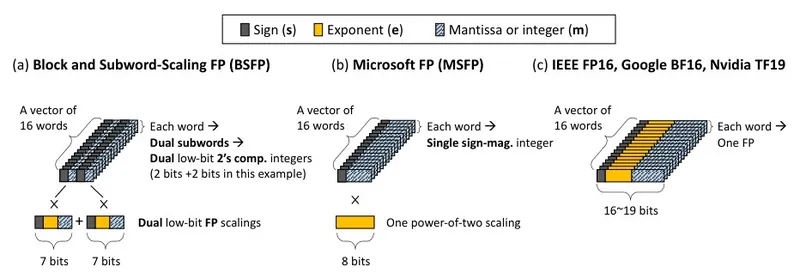 Sign (s) Exponent (e) Mantissa or integer (m)
(a) Block and Subword-Scaling FP (BSFP)
A vector of
16 words
Each word →
Dual subwords →
Dual low-bit 2's comp. integers
(2 bits +2 bits in this example)
× ×
+
Dual low-bit FP scalings
7 bits 7 bits
(b) Microsoft FP (MSFP)
A vector of
16 words
Each word →
Single sign-mag. integer
×
One power-of-two scaling
8 bits
(c) IEEE FP16, Google BF16, Nvidia TF19
A vector of
16 words
Each word →
One FP
16~19 bits